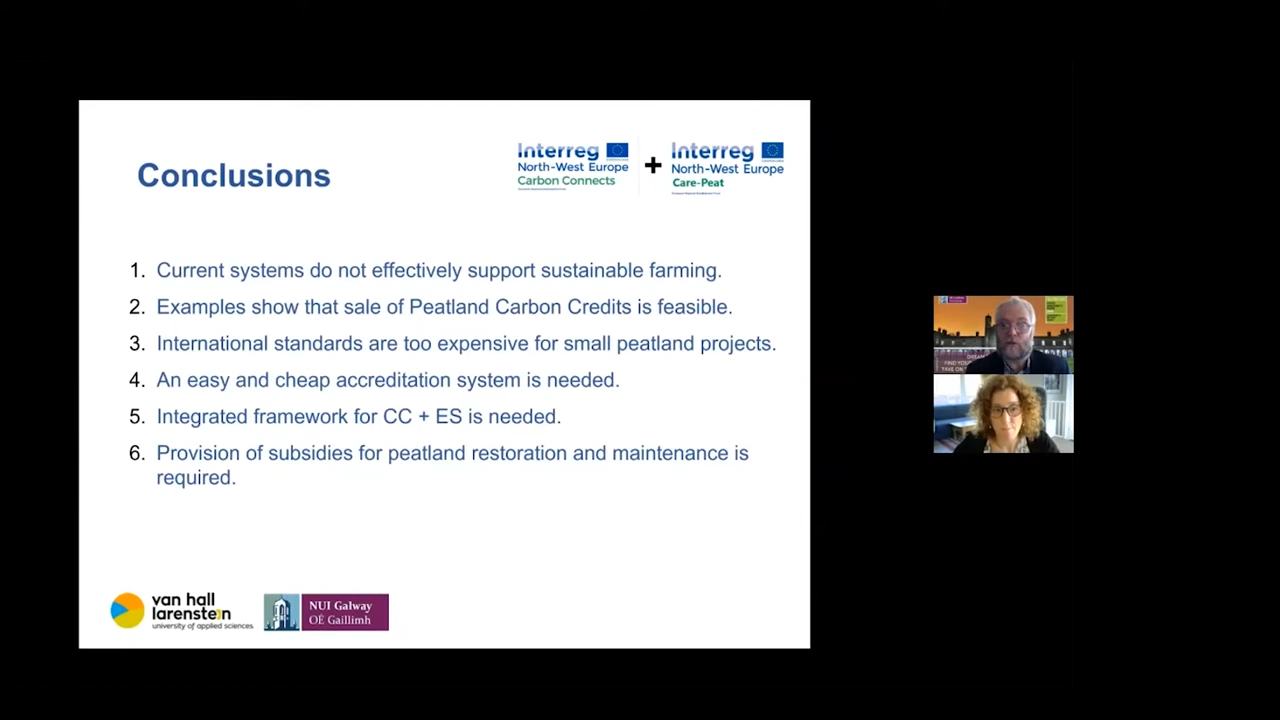 Conclusions
Interreg
North-West Europe
Carbon Connects
+
Interreg
North-West Europe
Care-Peat
1. Current systems do not effectively support sustainable farming.
2. Examples show that sale of Peatland Carbon Credits is feasible.
3. International standards are too expensive for small peatland projects.
4. An easy and cheap accreditation system is needed.
5. Integrated framework for CC + ES is needed.
6. Provision of subsidies for peatland restoration and maintenance is
required.
van hall
larenstein
university of applied sciences
NUI Galway
OÉ Gaillimh